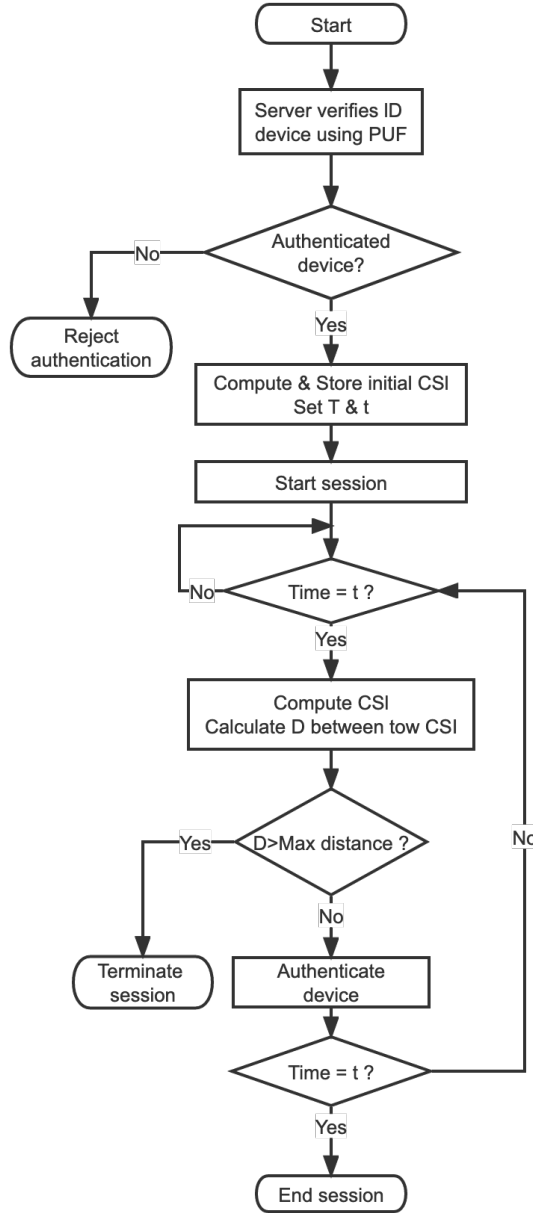 Start
Server verifies ID
device using PUF
Authenticated
device?
No
Reject
authentication
Yes
Compute & Store initial CSI
Set T & t
Start session
Time = t ?
No
Yes
Compute CSI
Calculate D between tow CSI
D>Max distance ?
Yes
No
No
Terminate
session
Authenticate
device
Time = t ?
Yes
End session